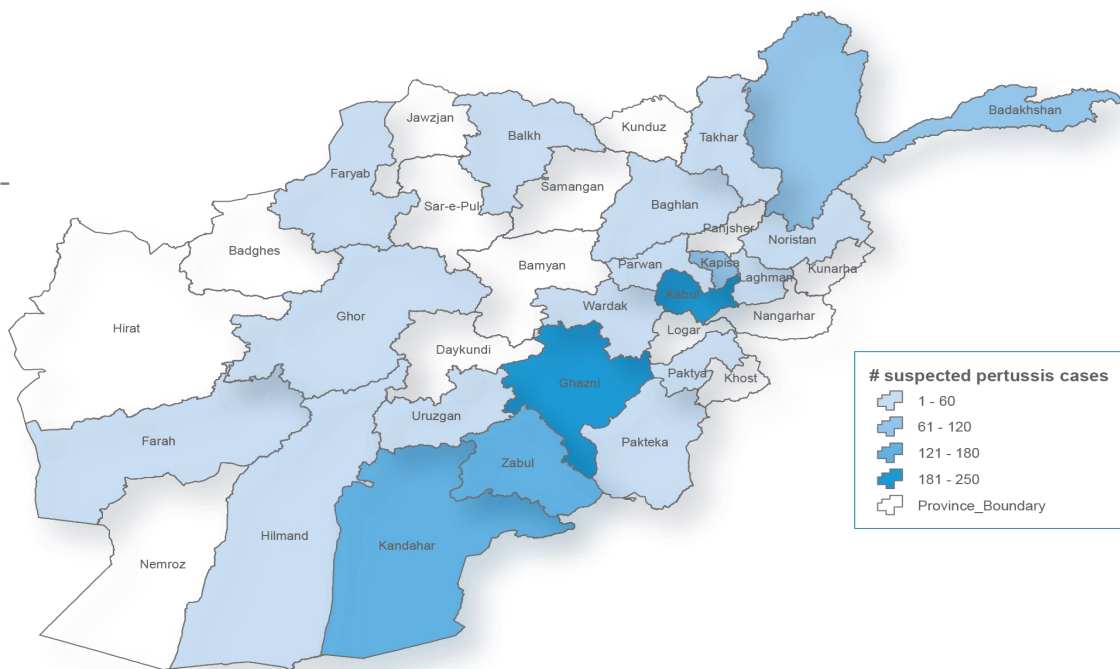 Badakhshan
Jawzjan
Balkh
Kunduz
Takhar
Faryab
Samangan
Sar-e-Pul
Baghlan
Panjsher
Noristan
Badghes
Bamyan
Parwan
Kapisa
Laghman
Kunarha
Kabul
Hirat
Ghor
Wardak
Nangarhar
Logar
Daykundi
Ghazni
Paktya
Khost
Uruzgan
Farah
Pakteka
Zabul
Hilmand
Kandahar
Nemroz
# suspected pertussis cases
1 - 60
61 - 120
121 - 180
181 - 250
Province_Boundary